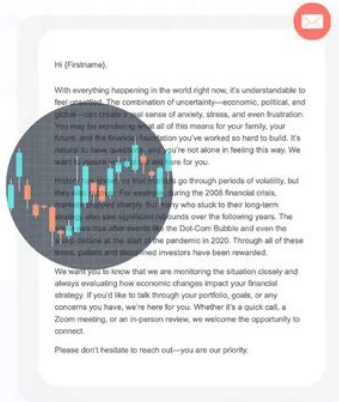 Hi {Firstname},
With everything happening in the world right now, it's understandable to
feel unsettled. The combination of uncertainty—economic, political, and
global—can create a real sense of anxiety, stress, and even frustration.
You may be wondering what all of this means for your family, your
future, and the financial foundation you've worked so hard to build. It's
natural to have questions, and you're not alone in feeling this way. We
want to you are here for you.
go through periods of volatility, but
they During the 2008 financial crisis,
sharply. who stuck to their long-term
also saw significant rebounds over the following years. The
true after events like the Dot-Com Bubble and even the
decline at the start of the pandemic in 2020. Through all of these
times, patient and disciplined investors have been rewarded.
We want you to know that we are monitoring the situation closely and
always evaluating how economic changes impact your financial
strategy. If you'd like to talk through your portfolio, goals, or any
concerns you have, we're here for you. Whether it's a quick call, a
Zoom meeting, or an in-person review, we welcome the opportunity to
connect.
Please don't hesitate to reach out—you are our priority.